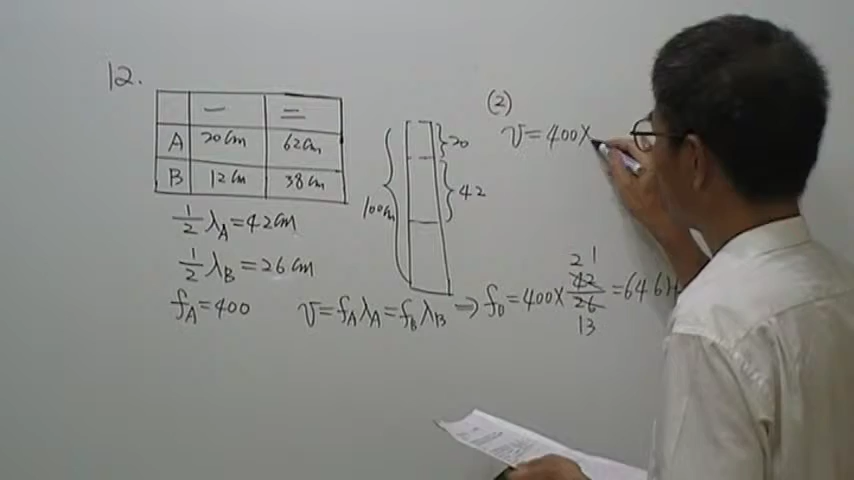 12.
一 二
A 20cm 62cm
B 12cm 38cm
1/2 λA = 42cm
1/2 λB = 26cm
fA = 400
100cm
20
42
V = fAλA = fBλB ⇒ fB = 400 × 42/26 = 646H
21
13
(2)
V = 400×